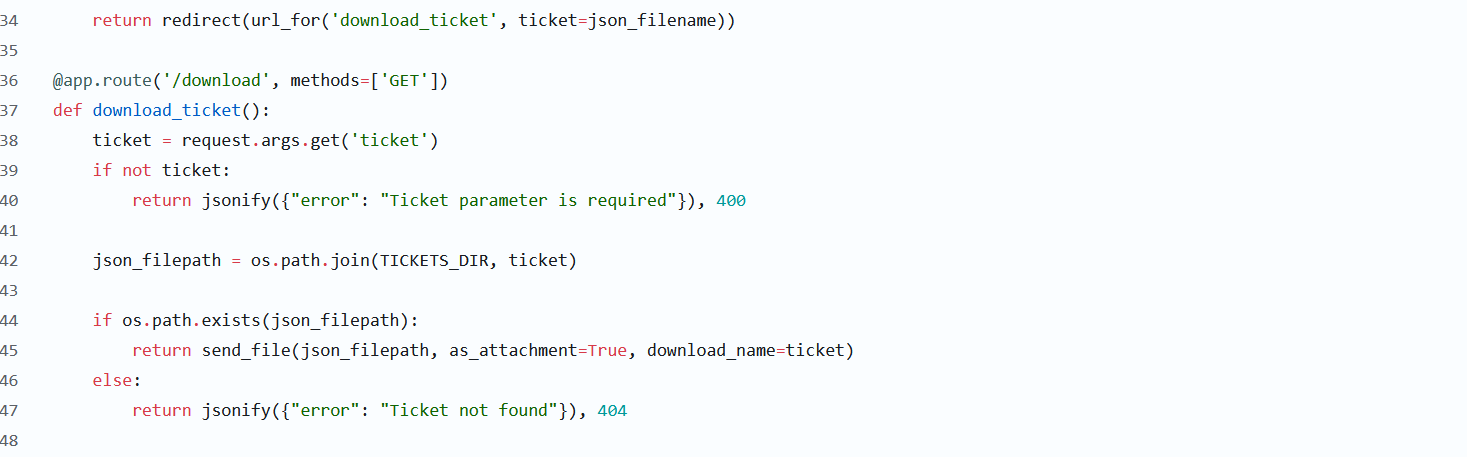 34 return redirect(url_for('download_ticket', ticket=json_filename))
35
36 @app.route('/download', methods=['GET'])
37 def download_ticket():
38 ticket = request.args.get('ticket')
39 if not ticket:
40 return jsonify({"error": "Ticket parameter is required"}), 400
41
42 json_filepath = os.path.join(TICKETS_DIR, ticket)
43
44 if os.path.exists(json_filepath):
45 return send_file(json_filepath, as_attachment=True, download_name=ticket)
46 else:
47 return jsonify({"error": "Ticket not found"}), 404
48